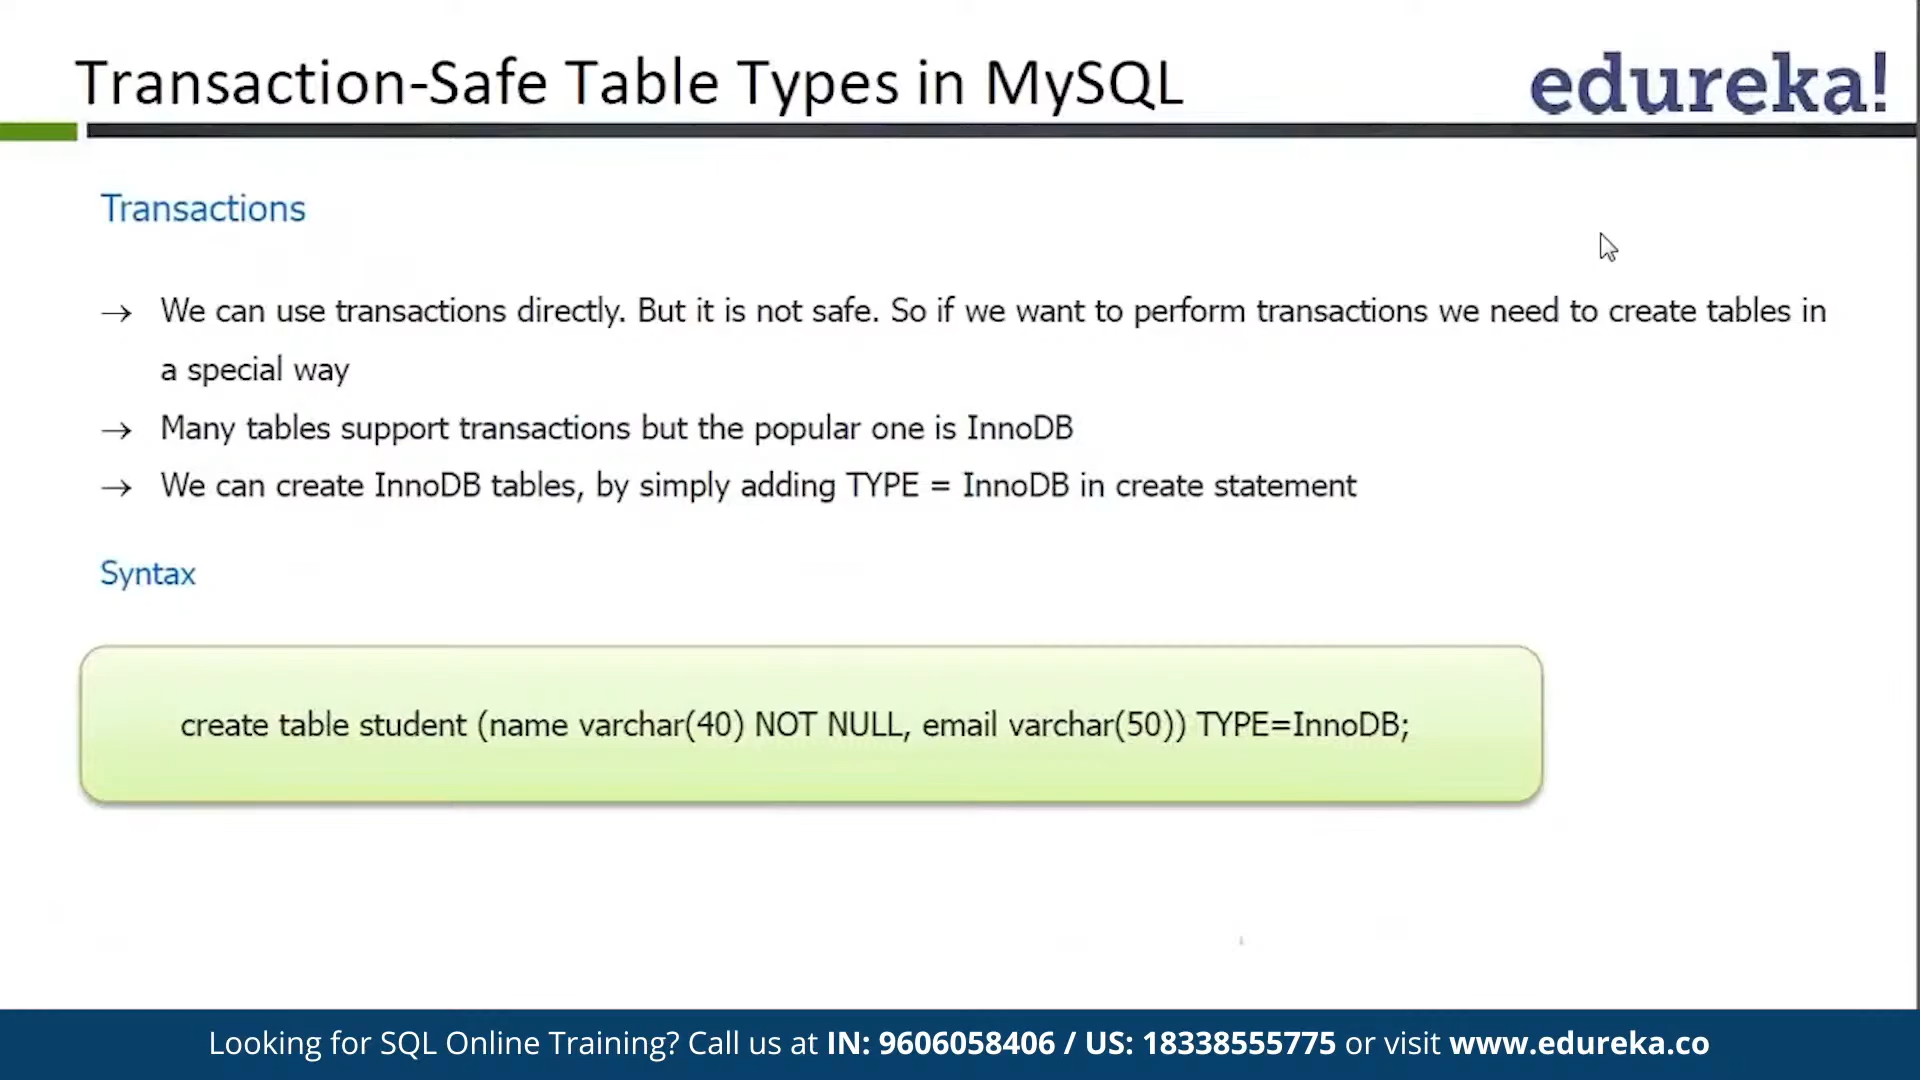 Transaction-Safe Table Types in MySQL
edureka!
Transactions
→ We can use transactions directly. But it is not safe. So if we want to perform transactions we need to create tables in
a special way
→ Many tables support transactions but the popular one is InnoDB
→ We can create InnoDB tables, by simply adding TYPE = InnoDB in create statement
Syntax
create table student (name varchar(40) NOT NULL, email varchar(50)) TYPE=InnoDB;
Looking for SQL Online Training? Call us at IN: 9606058406 / US: 18338555775 or visit www.edureka.co